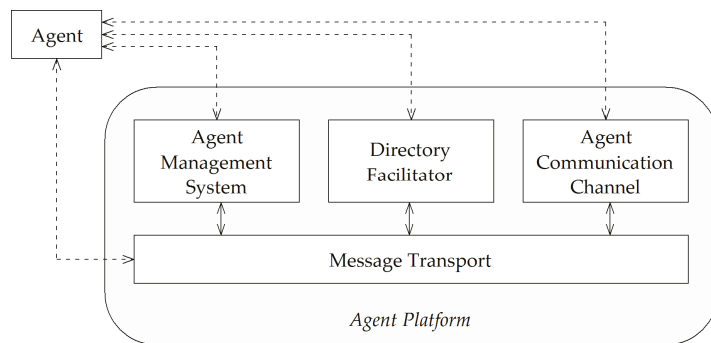 Agent
Agent
Management
System
Directory
Facilitator
Agent
Communication
Channel
Message Transport
Agent Platform